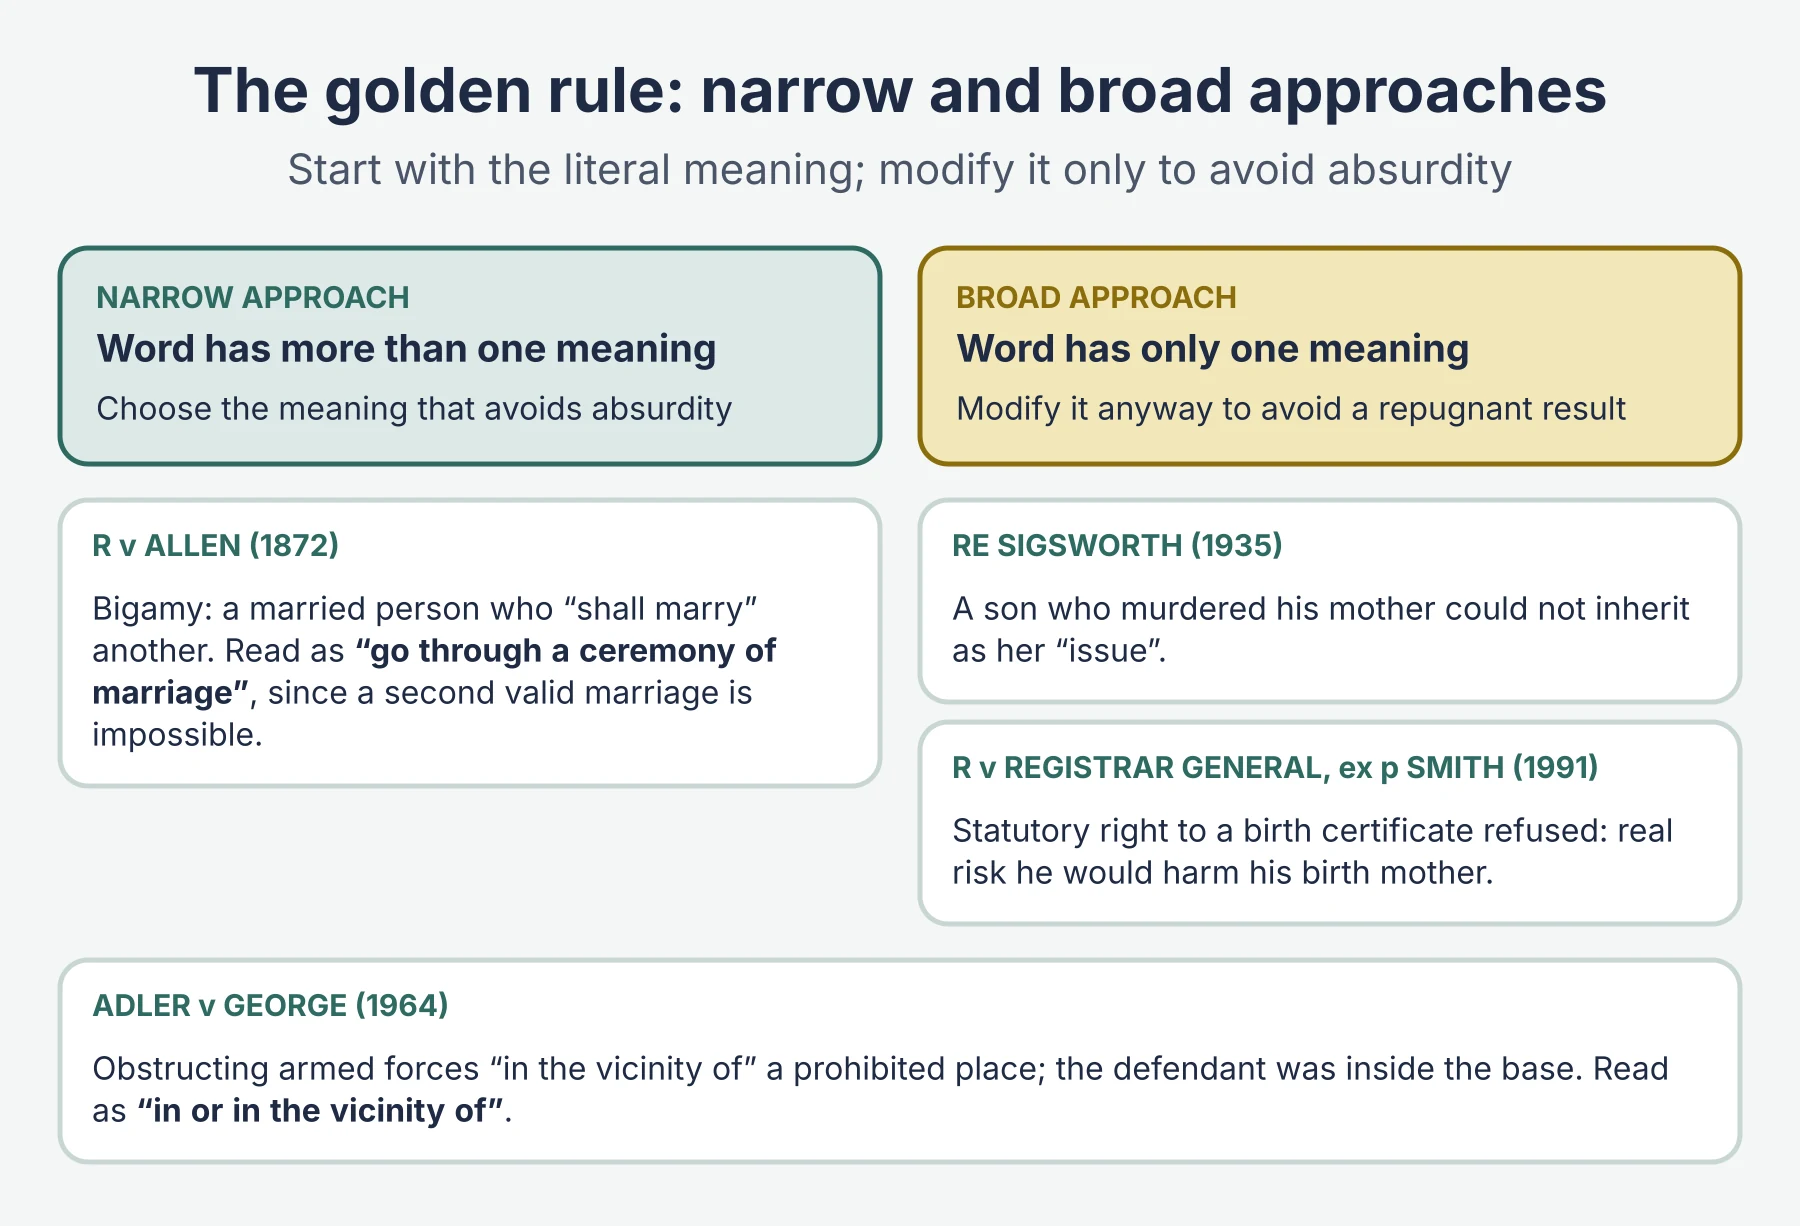 The golden rule: narrow and broad approaches
Start with the literal meaning; modify it only to avoid absurdity
NARROW APPROACH
Word has more than one meaning
Choose the meaning that avoids absurdity
BROAD APPROACH
Word has only one meaning
Modify it anyway to avoid a repugnant result
R v ALLEN (1872)
Bigamy: a married person who “shall marry”
another. Read as “go through a ceremony of
marriage”, since a second valid marriage is
impossible.
RE SIGSWORTH (1935)
A son who murdered his mother could not inherit
as her “issue”.
R v REGISTRAR GENERAL, ex p SMITH (1991)
Statutory right to a birth certificate refused: real
risk he would harm his birth mother.
ADLER v GEORGE (1964)
Obstructing armed forces “in the vicinity of” a prohibited place; the defendant was inside the base. Read
as “in or in the vicinity of”.